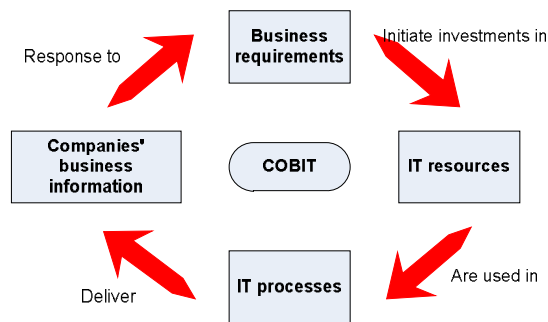 Business
requirements
Response to
Initiate investments in
Companies'
business
information
COBIT
IT resources
IT processes
Are used in
Deliver